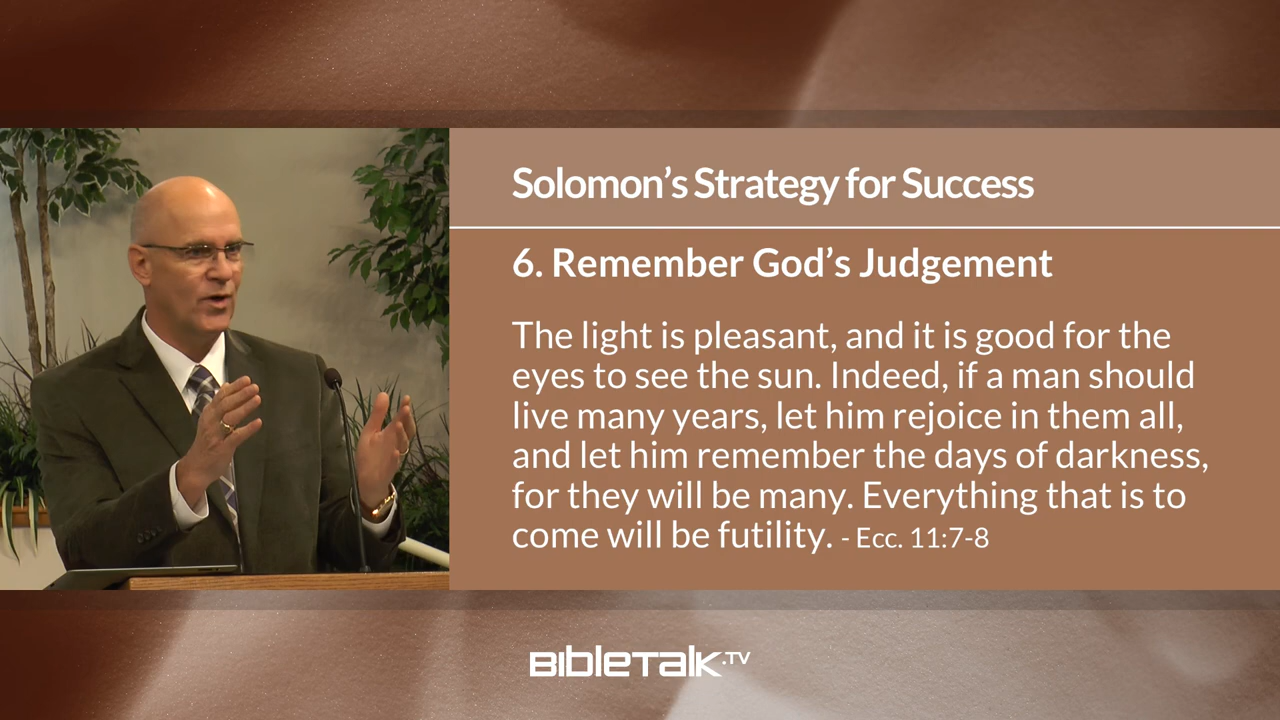 Solomon’s Strategy for Success
6. Remember God’s Judgement
The light is pleasant, and it is good for the
eyes to see the sun. Indeed, if a man should
live many years, let him rejoice in them all,
and let him remember the days of darkness,
for they will be many. Everything that is to
come will be futility. - Ecc. 11:7-8
BibleTalk.TV